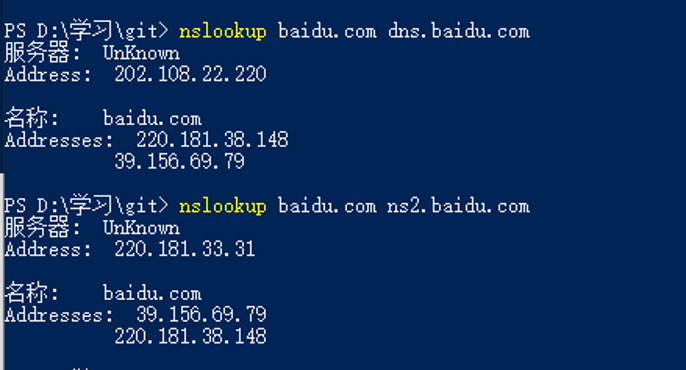 PS D:\学习\git> nslookup baidu.com dns.baidu.com
服务器:  UnKnown
Address:  202.108.22.220
名称:    baidu.com
Addresses:  220.181.38.148
39.156.69.79
PS D:\学习\git> nslookup baidu.com ns2.baidu.com
服务器:  UnKnown
Address:  220.181.33.31
名称:    baidu.com
Addresses:  39.156.69.79
220.181.38.148